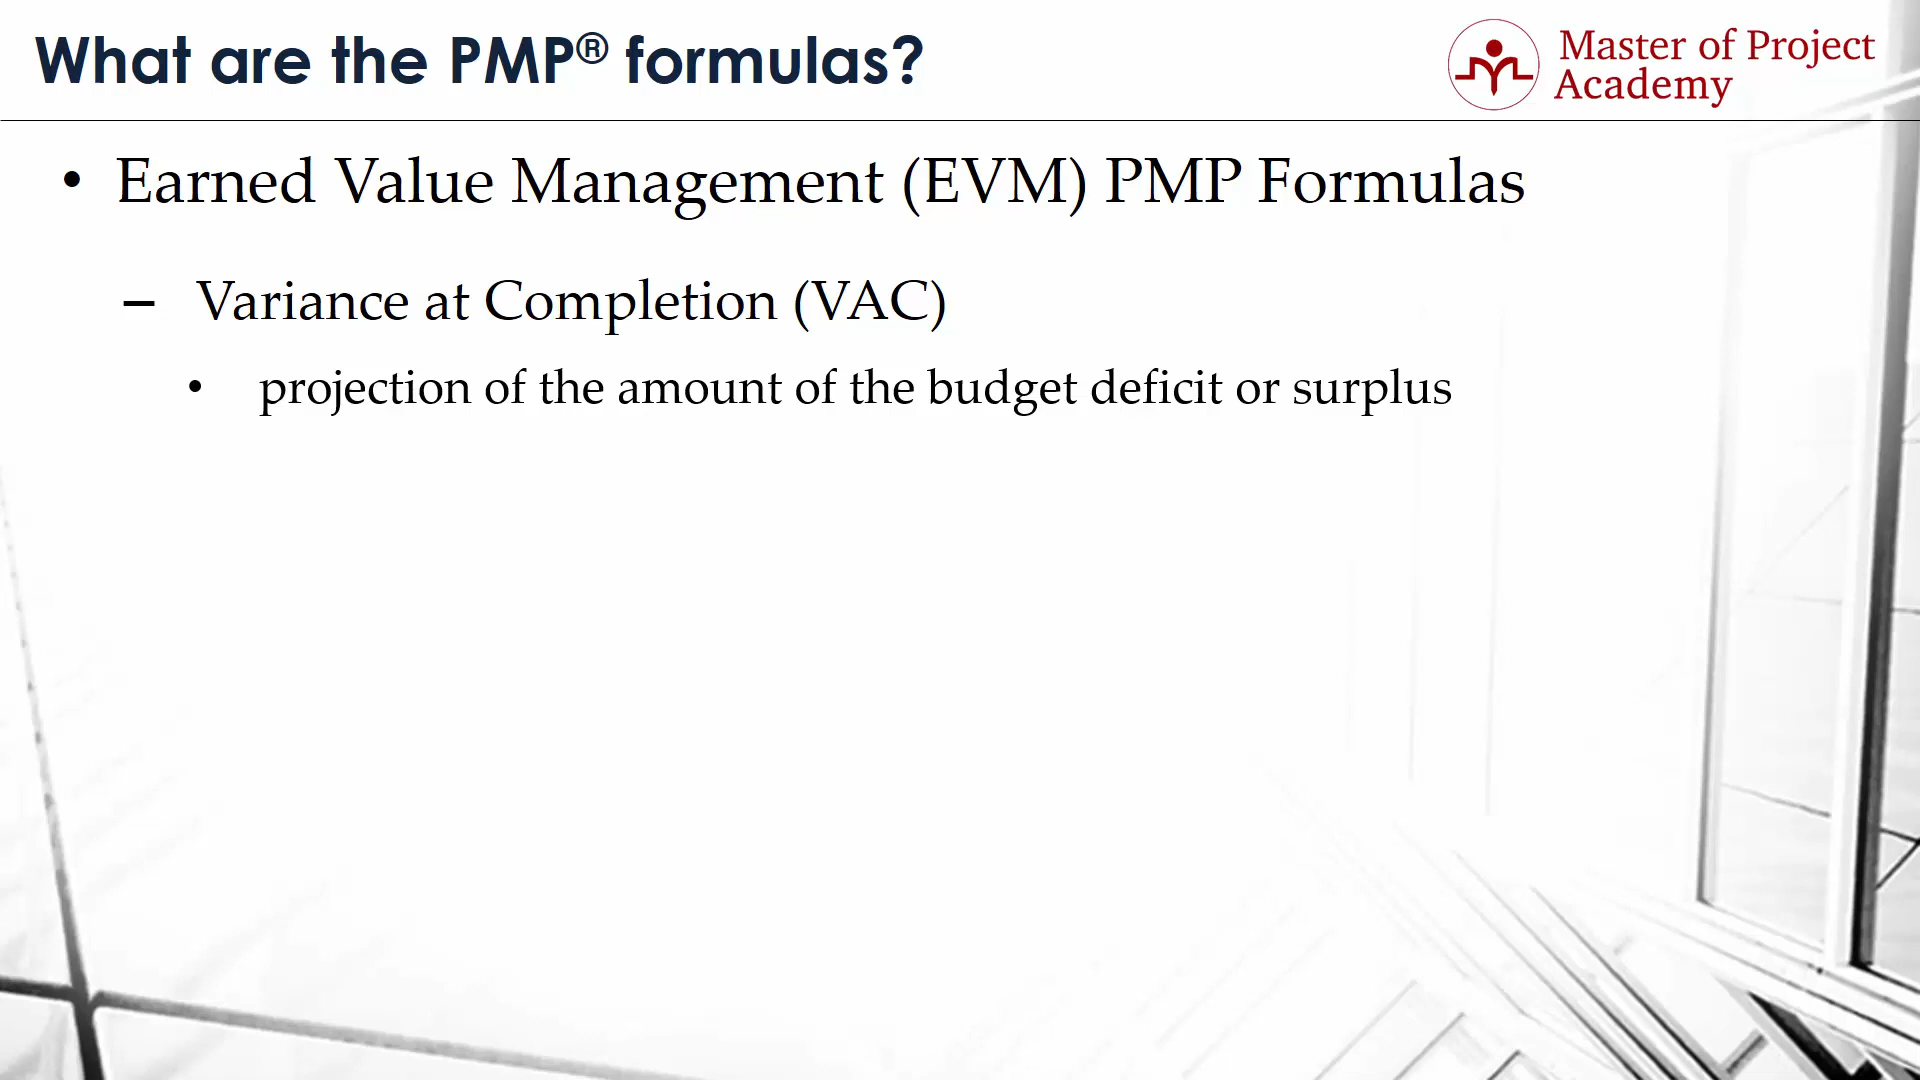 What are the PMP® formulas?
Master of Project
Academy
• Earned Value Management (EVM) PMP Formulas
– Variance at Completion (VAC)
• projection of the amount of the budget deficit or surplus